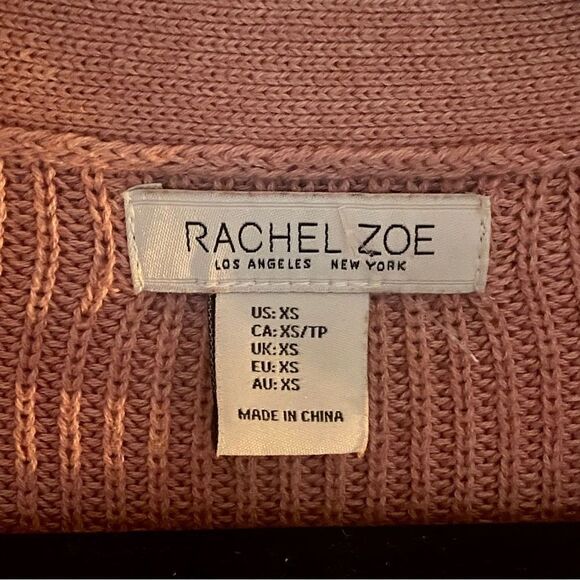 RACHEL ZOE
LOS ANGELES NEW YORK
US: XS
CA: XS/TP
UK: XS
EU: XS
AU: XS
MADE IN CHINA